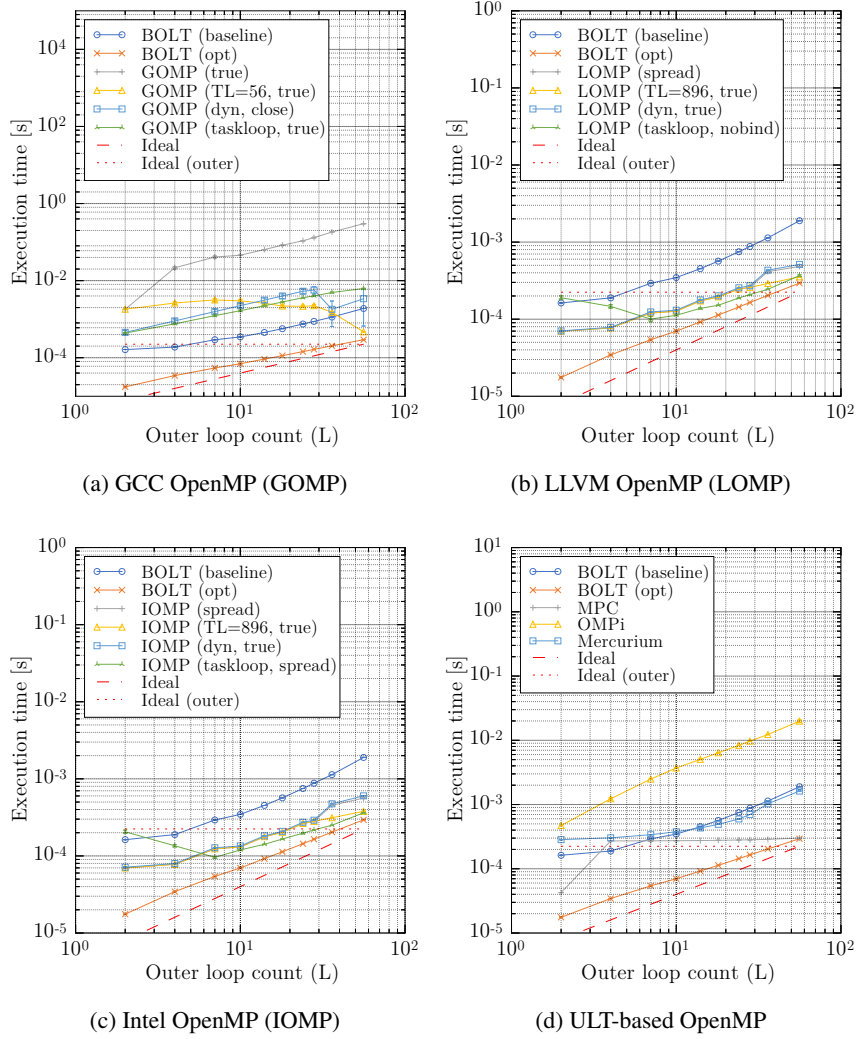 10^5
10^4
10^2
10^0
10^-2
10^-4
10^0
10^1
10^2
Execution time [s]
Outer loop count (L)
BOLT (baseline)
BOLT (opt)
GOMP (true)
GOMP (TL=56, true)
GOMP (dyn, close)
GOMP (taskloop, true)
Ideal
Ideal (outer)
(a) GCC OpenMP (GOMP)
10^0
10^-1
10^-2
10^-3
10^-4
10^-5
10^0
10^1
10^2
Execution time [s]
Outer loop count (L)
BOLT (baseline)
BOLT (opt)
LOMP (spread)
LOMP (TL=896, true)
LOMP (dyn, true)
LOMP (taskloop, nobind)
Ideal
Ideal (outer)
(b) LLVM OpenMP (LOMP)
10^0
10^-1
10^-2
10^-3
10^-4
10^-5
10^0
10^1
10^2
Execution time [s]
Outer loop count (L)
BOLT (baseline)
BOLT (opt)
IOMP (spread)
IOMP (TL=896, true)
IOMP (dyn, true)
IOMP (taskloop, spread)
Ideal
Ideal (outer)
(c) Intel OpenMP (IOMP)
10^1
10^0
10^-1
10^-2
10^-3
10^-4
10^-5
10^0
10^1
10^2
Execution time [s]
Outer loop count (L)
BOLT (baseline)
BOLT (opt)
MPC
OMPi
Mercurium
Ideal
Ideal (outer)
(d) ULT-based OpenMP